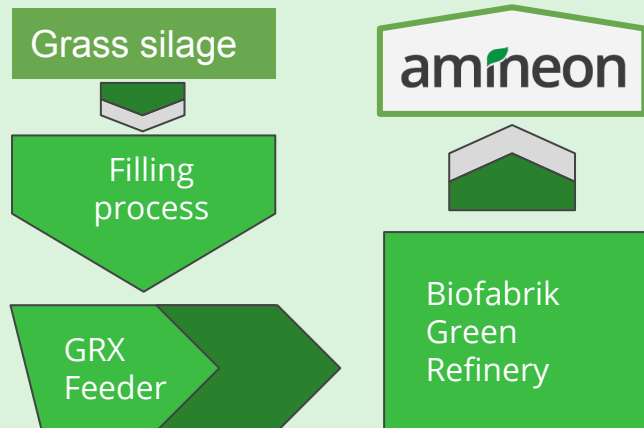 Grass silage
Filling
process
GRX
Feeder
Biofabrik
Green
Refinery
amineon